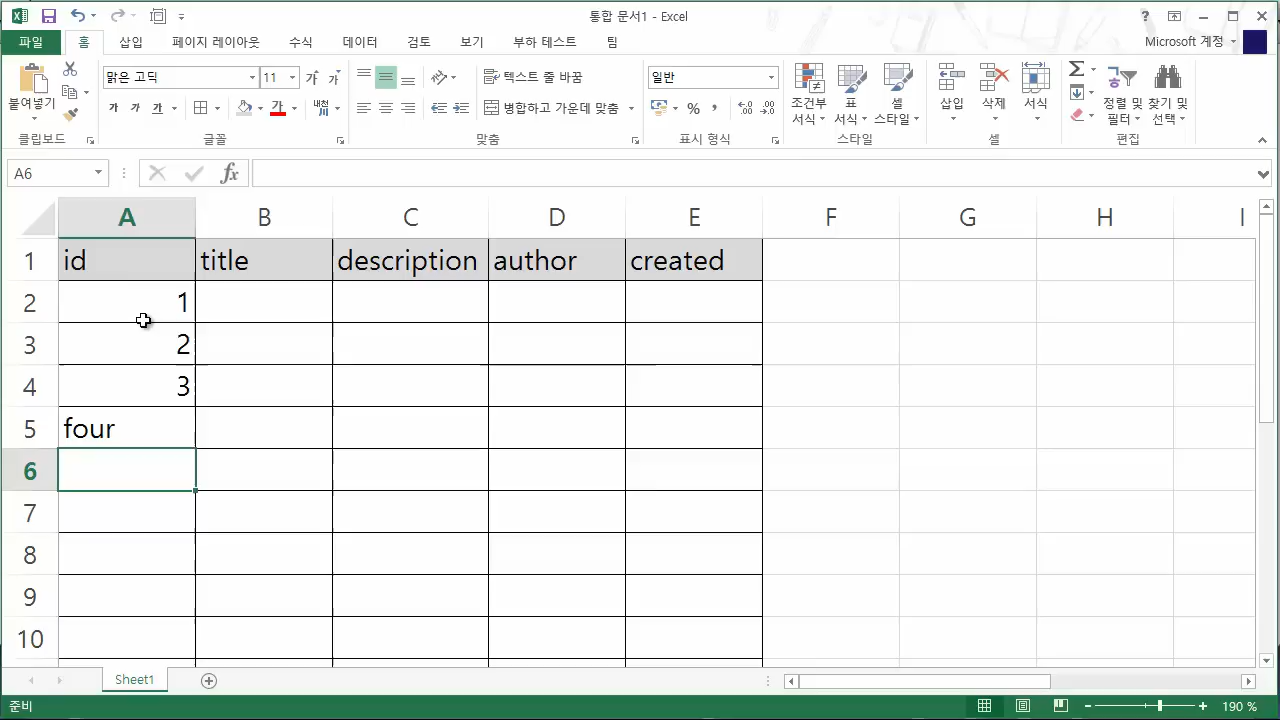 통합 문서1 - Excel
파일 홈 삽입 페이지 레이아웃 수식 데이터 검토 보기 부하 테스트 팀 Microsoft 계정
붙여넣기
맑은 고딕 11
가 가 가
텍스트 줄 바꿈
병합하고 가운데 맞춤
일반
조건부 서식
표 서식
셀 스타일
삽입 삭제 서식
정렬 및 필터
찾기 및 선택
클립보드 글꼴 맞춤 표시 형식 스타일 셀 편집
A6 fx
A B C D E F G H I
1 id title description author created
2 1
3 2
4 3
5 four
6
7
8
9
10
Sheet1
준비 190 %